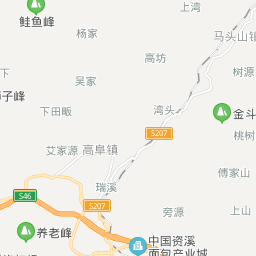 上湾
鲑鱼峰
杨家
马头山镇
高坊
吴家
树源
子峰
湾头
下田畈
金斗
S207
桃树
艾家源
高阜镇
傅家山
瑞溪
S46
S207
旁源
上山
养老峰
中国资溪
面包产业城